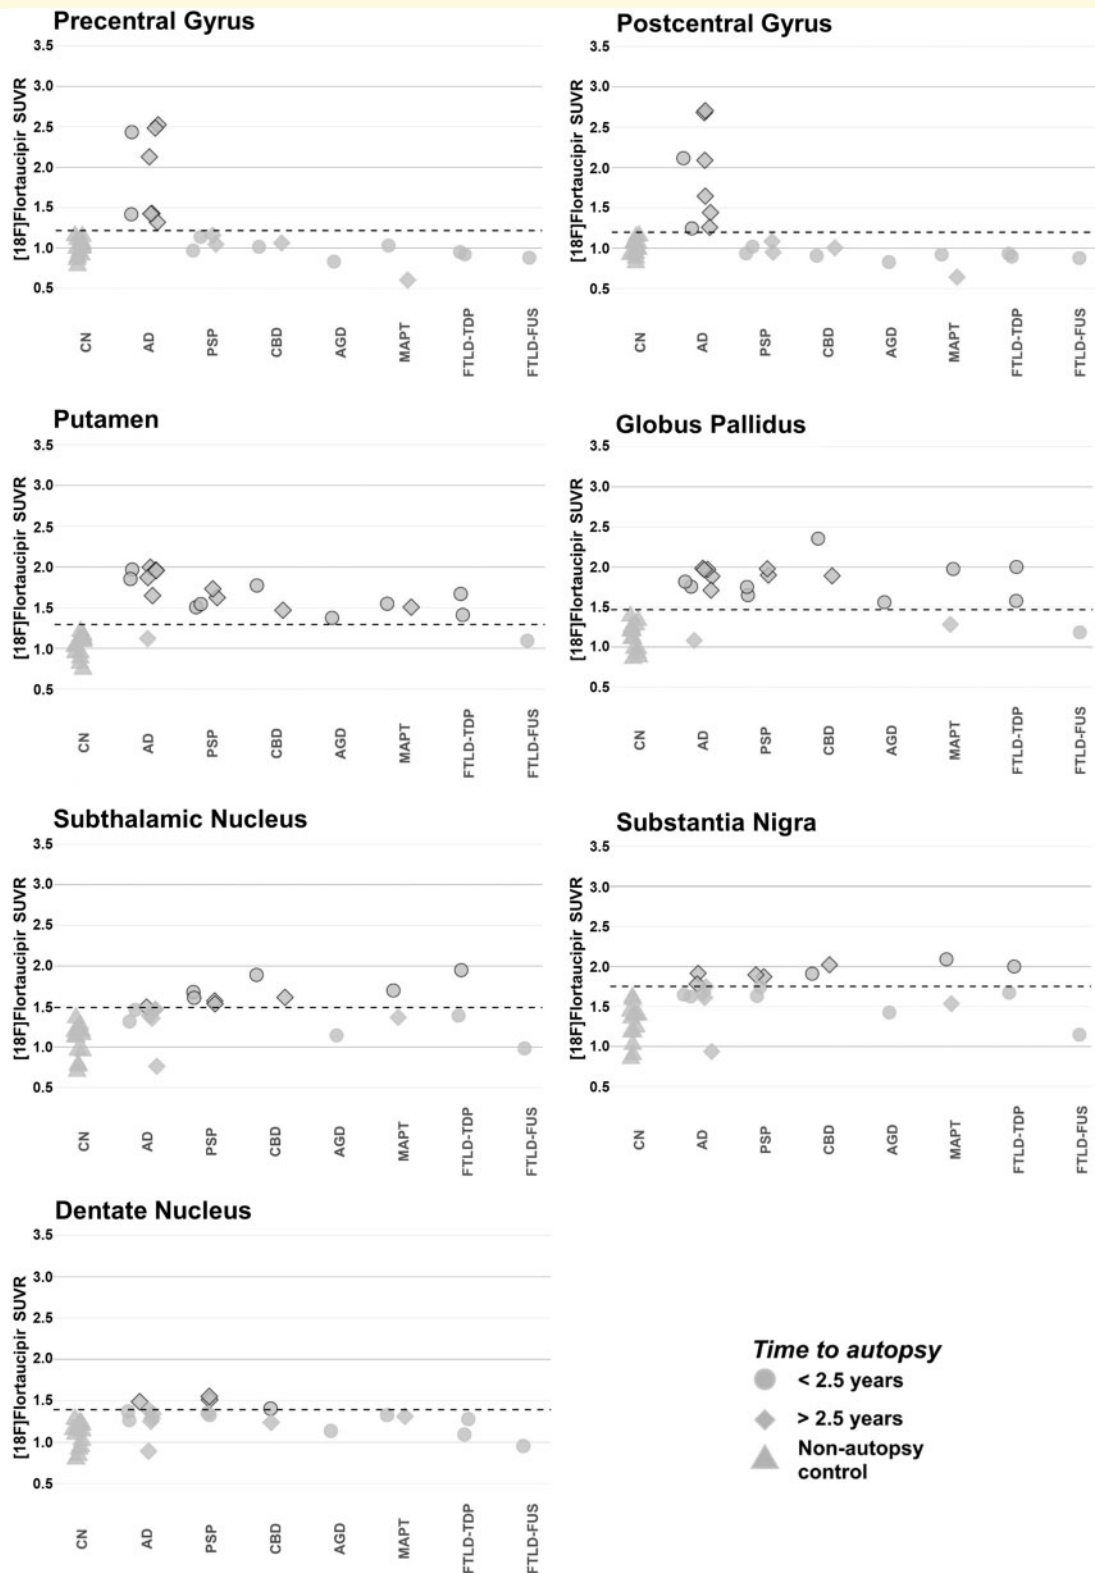 Precentral Gyrus
[18F]Flortaucipir SUVR
3.5
3.0
2.5
2.0
1.5
1.0
0.5
CN AD PSP CBD AGD MAPT FTLD-TDP FTLD-FUS
Postcentral Gyrus
[18F]Flortaucipir SUVR
3.5
3.0
2.5
2.0
1.5
1.0
0.5
CN AD PSP CBD AGD MAPT FTLD-TDP FTLD-FUS
Putamen
[18F]Flortaucipir SUVR
3.5
3.0
2.5
2.0
1.5
1.0
0.5
CN AD PSP CBD AGD MAPT FTLD-TDP FTLD-FUS
Globus Pallidus
[18F]Flortaucipir SUVR
3.5
3.0
2.5
2.0
1.5
1.0
0.5
CN AD PSP CBD AGD MAPT FTLD-TDP FTLD-FUS
Subthalamic Nucleus
[18F]Flortaucipir SUVR
3.5
3.0
2.5
2.0
1.5
1.0
0.5
CN AD PSP CBD AGD MAPT FTLD-TDP FTLD-FUS
Substantia Nigra
[18F]Flortaucipir SUVR
3.5
3.0
2.5
2.0
1.5
1.0
0.5
CN AD PSP CBD AGD MAPT FTLD-TDP FTLD-FUS
Dentate Nucleus
[18F]Flortaucipir SUVR
3.5
3.0
2.5
2.0
1.5
1.0
0.5
CN AD PSP CBD AGD MAPT FTLD-TDP FTLD-FUS
Time to autopsy
< 2.5 years
> 2.5 years
Non-autopsy
control